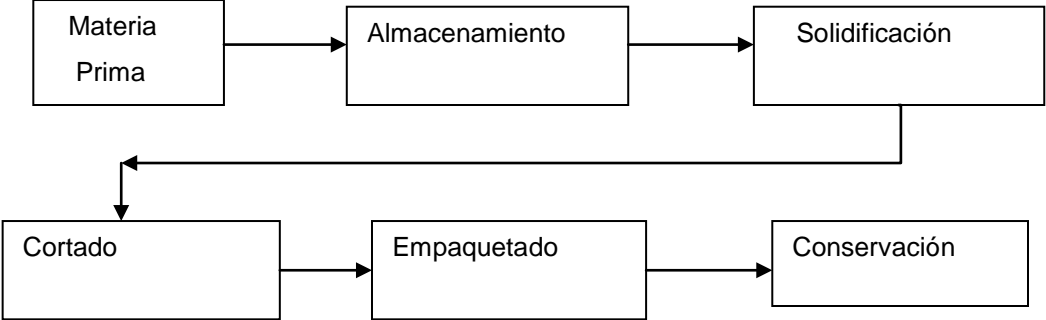 Materia
Prima
Almacenamiento
Solidificación
Cortado
Empaquetado
Conservación